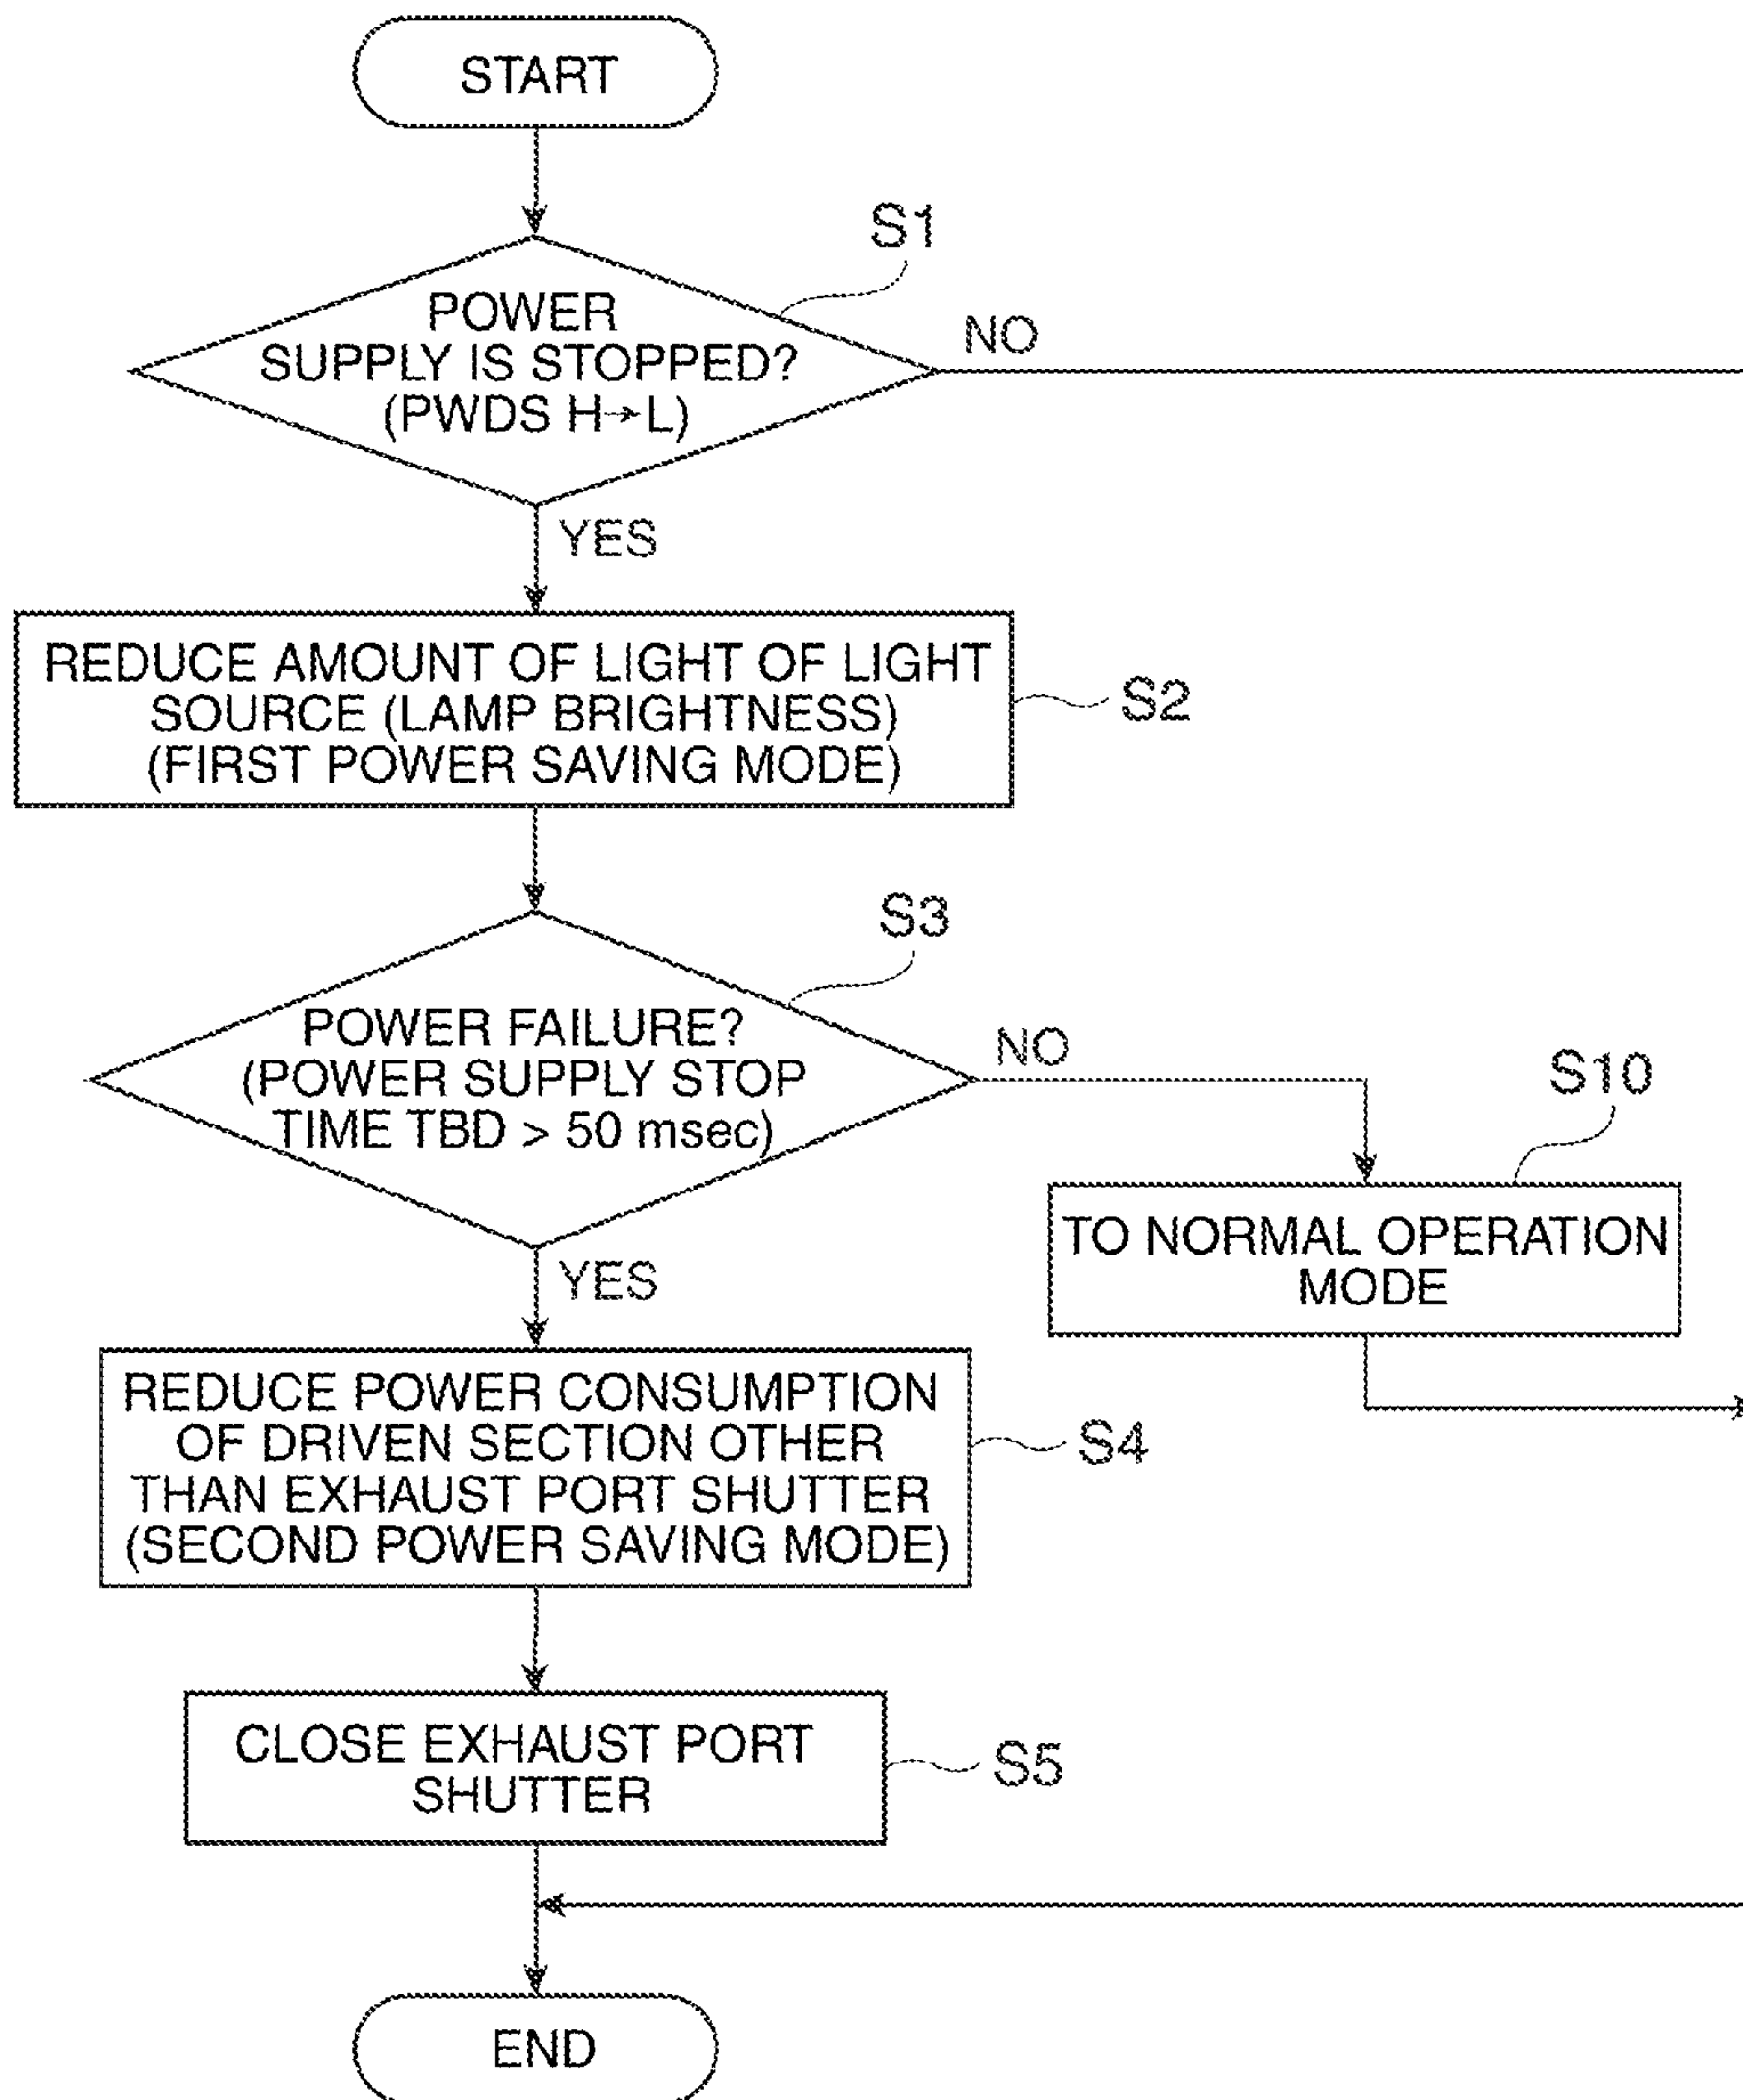 START
S1
POWER
SUPPLY IS STOPPED?
(PWDS H→L)
NO
YES
REDUCE AMOUNT OF LIGHT OF LIGHT
SOURCE (LAMP BRIGHTNESS)
(FIRST POWER SAVING MODE)
S2
S3
POWER FAILURE?
(POWER SUPPLY STOP
TIME TBD > 50 msec)
NO
YES
S10
TO NORMAL OPERATION
MODE
REDUCE POWER CONSUMPTION
OF DRIVEN SECTION OTHER
THAN EXHAUST PORT SHUTTER
(SECOND POWER SAVING MODE)
S4
CLOSE EXHAUST PORT
SHUTTER
S5
END